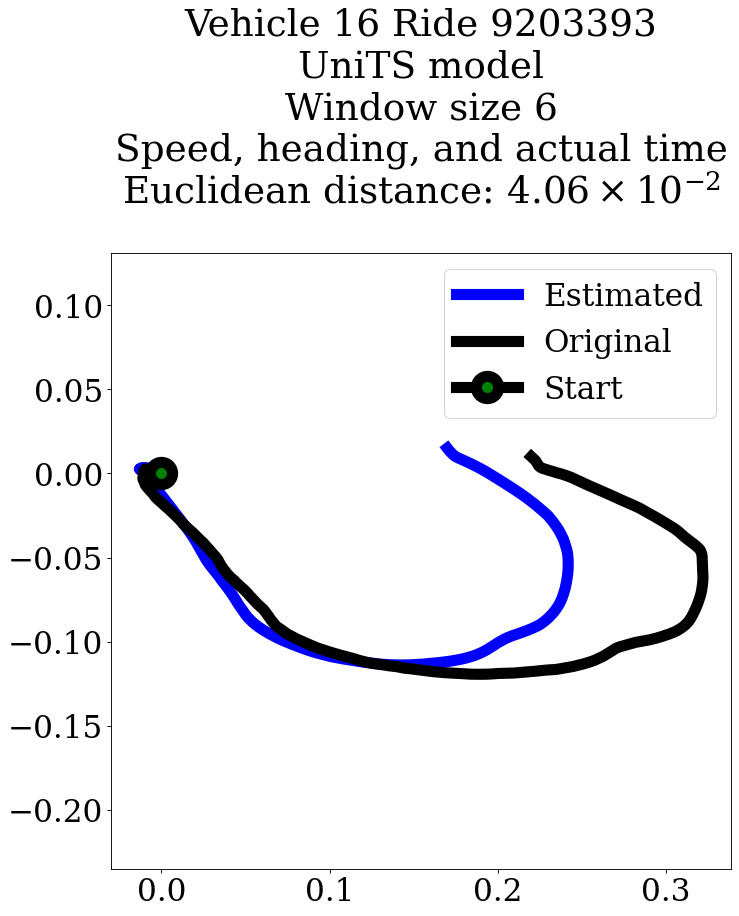 Vehicle 16 Ride 9203393
UniTS model
Window size 6
Speed, heading, and actual time
Euclidean distance: 4.06 × 10⁻²
Estimated
Original
Start
0.10
0.05
0.00
−0.05
−0.10
−0.15
−0.20
0.0 0.1 0.2 0.3